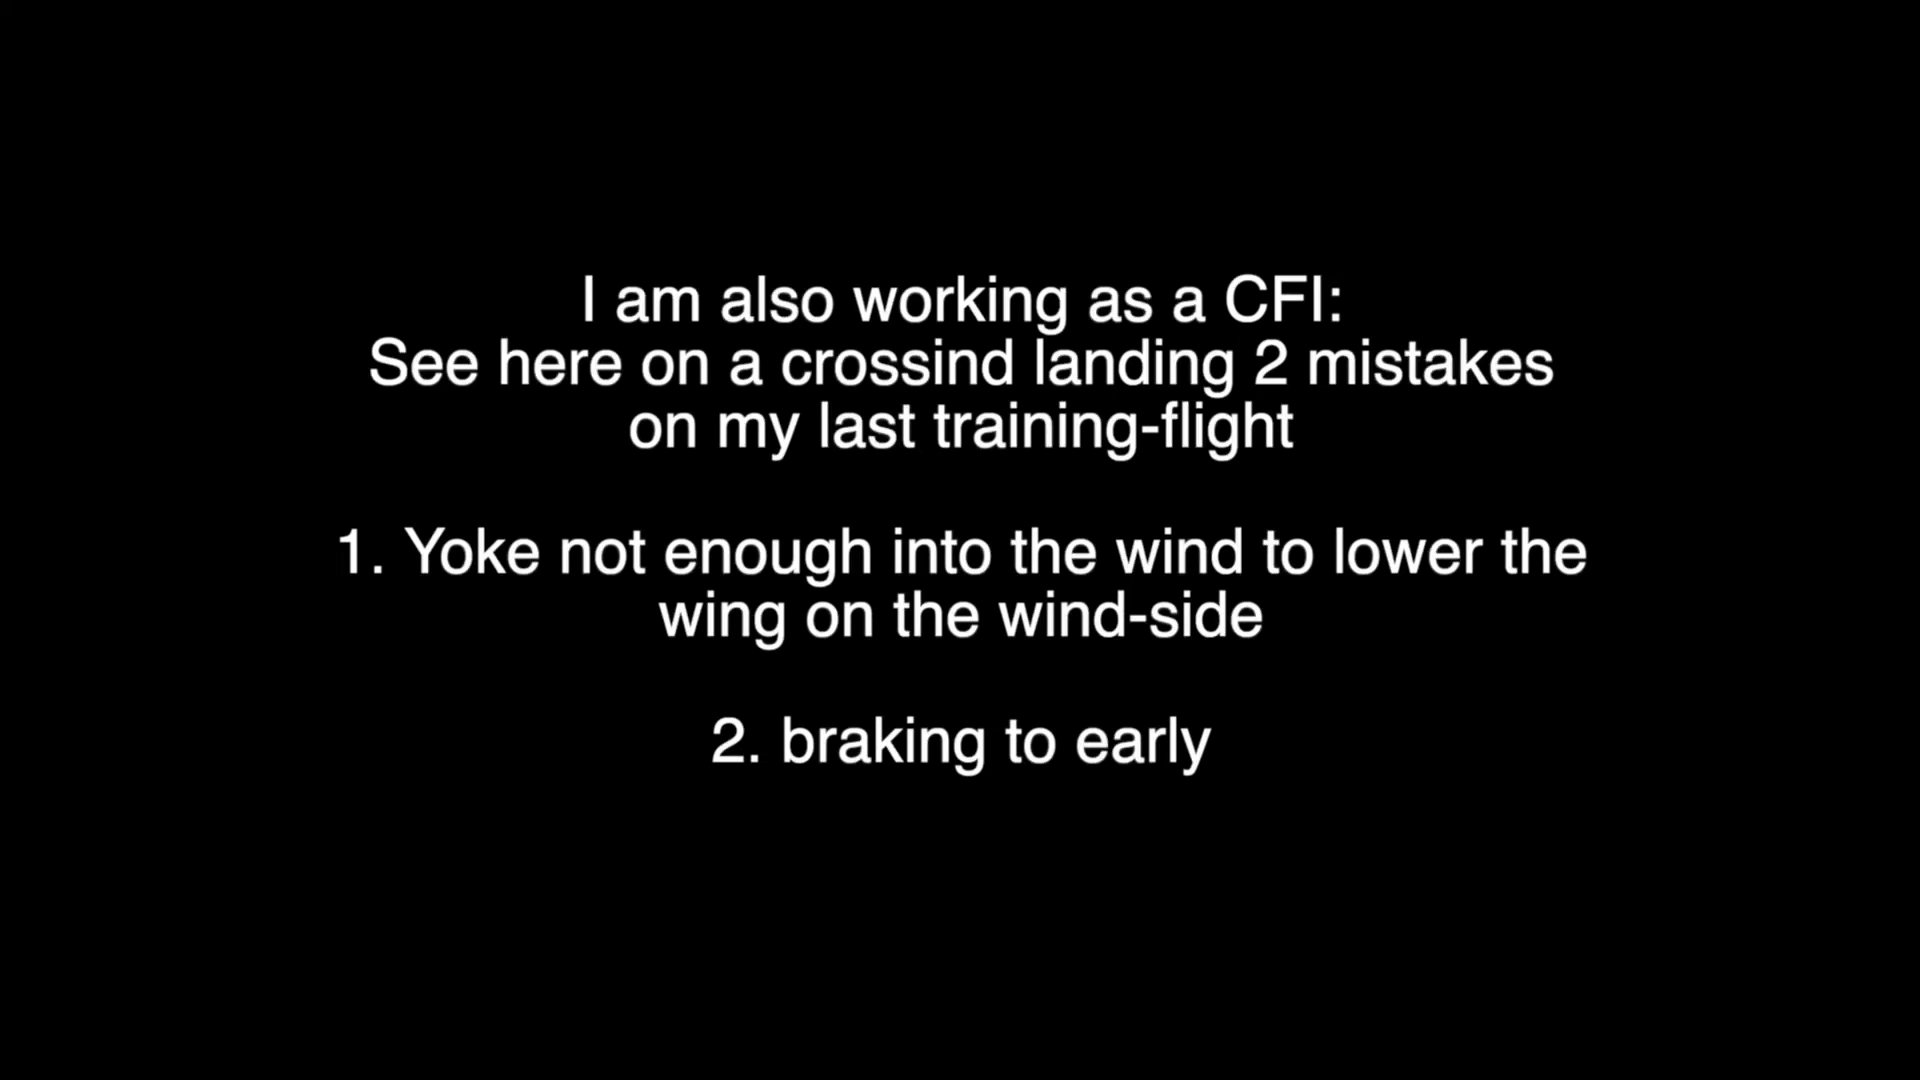 I am also working as a CFI:
See here on a crossind landing 2 mistakes
on my last training-flight
1. Yoke not enough into the wind to lower the
wing on the wind-side
2. braking to early